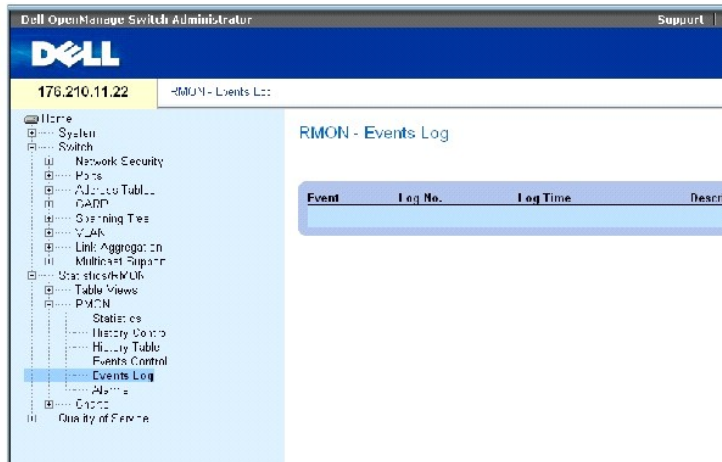 Dell OpenManage Switch Administrator
Support
DELL
176.210.11.22
RMON - Events Log
Home
System
Switch
Network Security
Ports
Address Tables
GARP
Spanning Tree
VLAN
Link Aggregation
Multicast Support
Statistics/RMON
Table Views
RMON
Statistics
History Control
History Table
Events Control
Events Log
Alarms
Charts
Quality of Service
RMON - Events Log
Event Log No. Log Time Descr